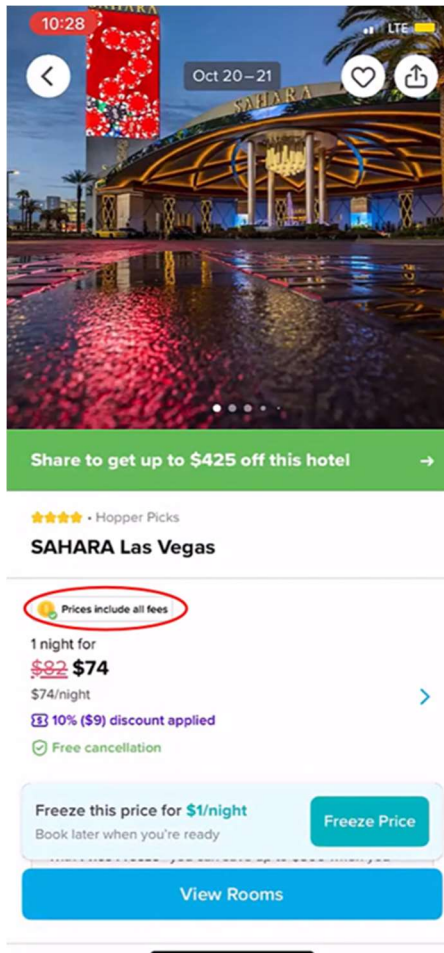 SAHARA
10:28
LTE
Oct 20–21
SAHARA
Share to get up to $425 off this hotel →
• Hopper Picks
SAHARA Las Vegas
Prices include all fees
1 night for
$82 $74
$74/night
10% ($9) discount applied
Free cancellation
Freeze this price for $1/night
Book later when you're ready
Freeze Price
View Rooms